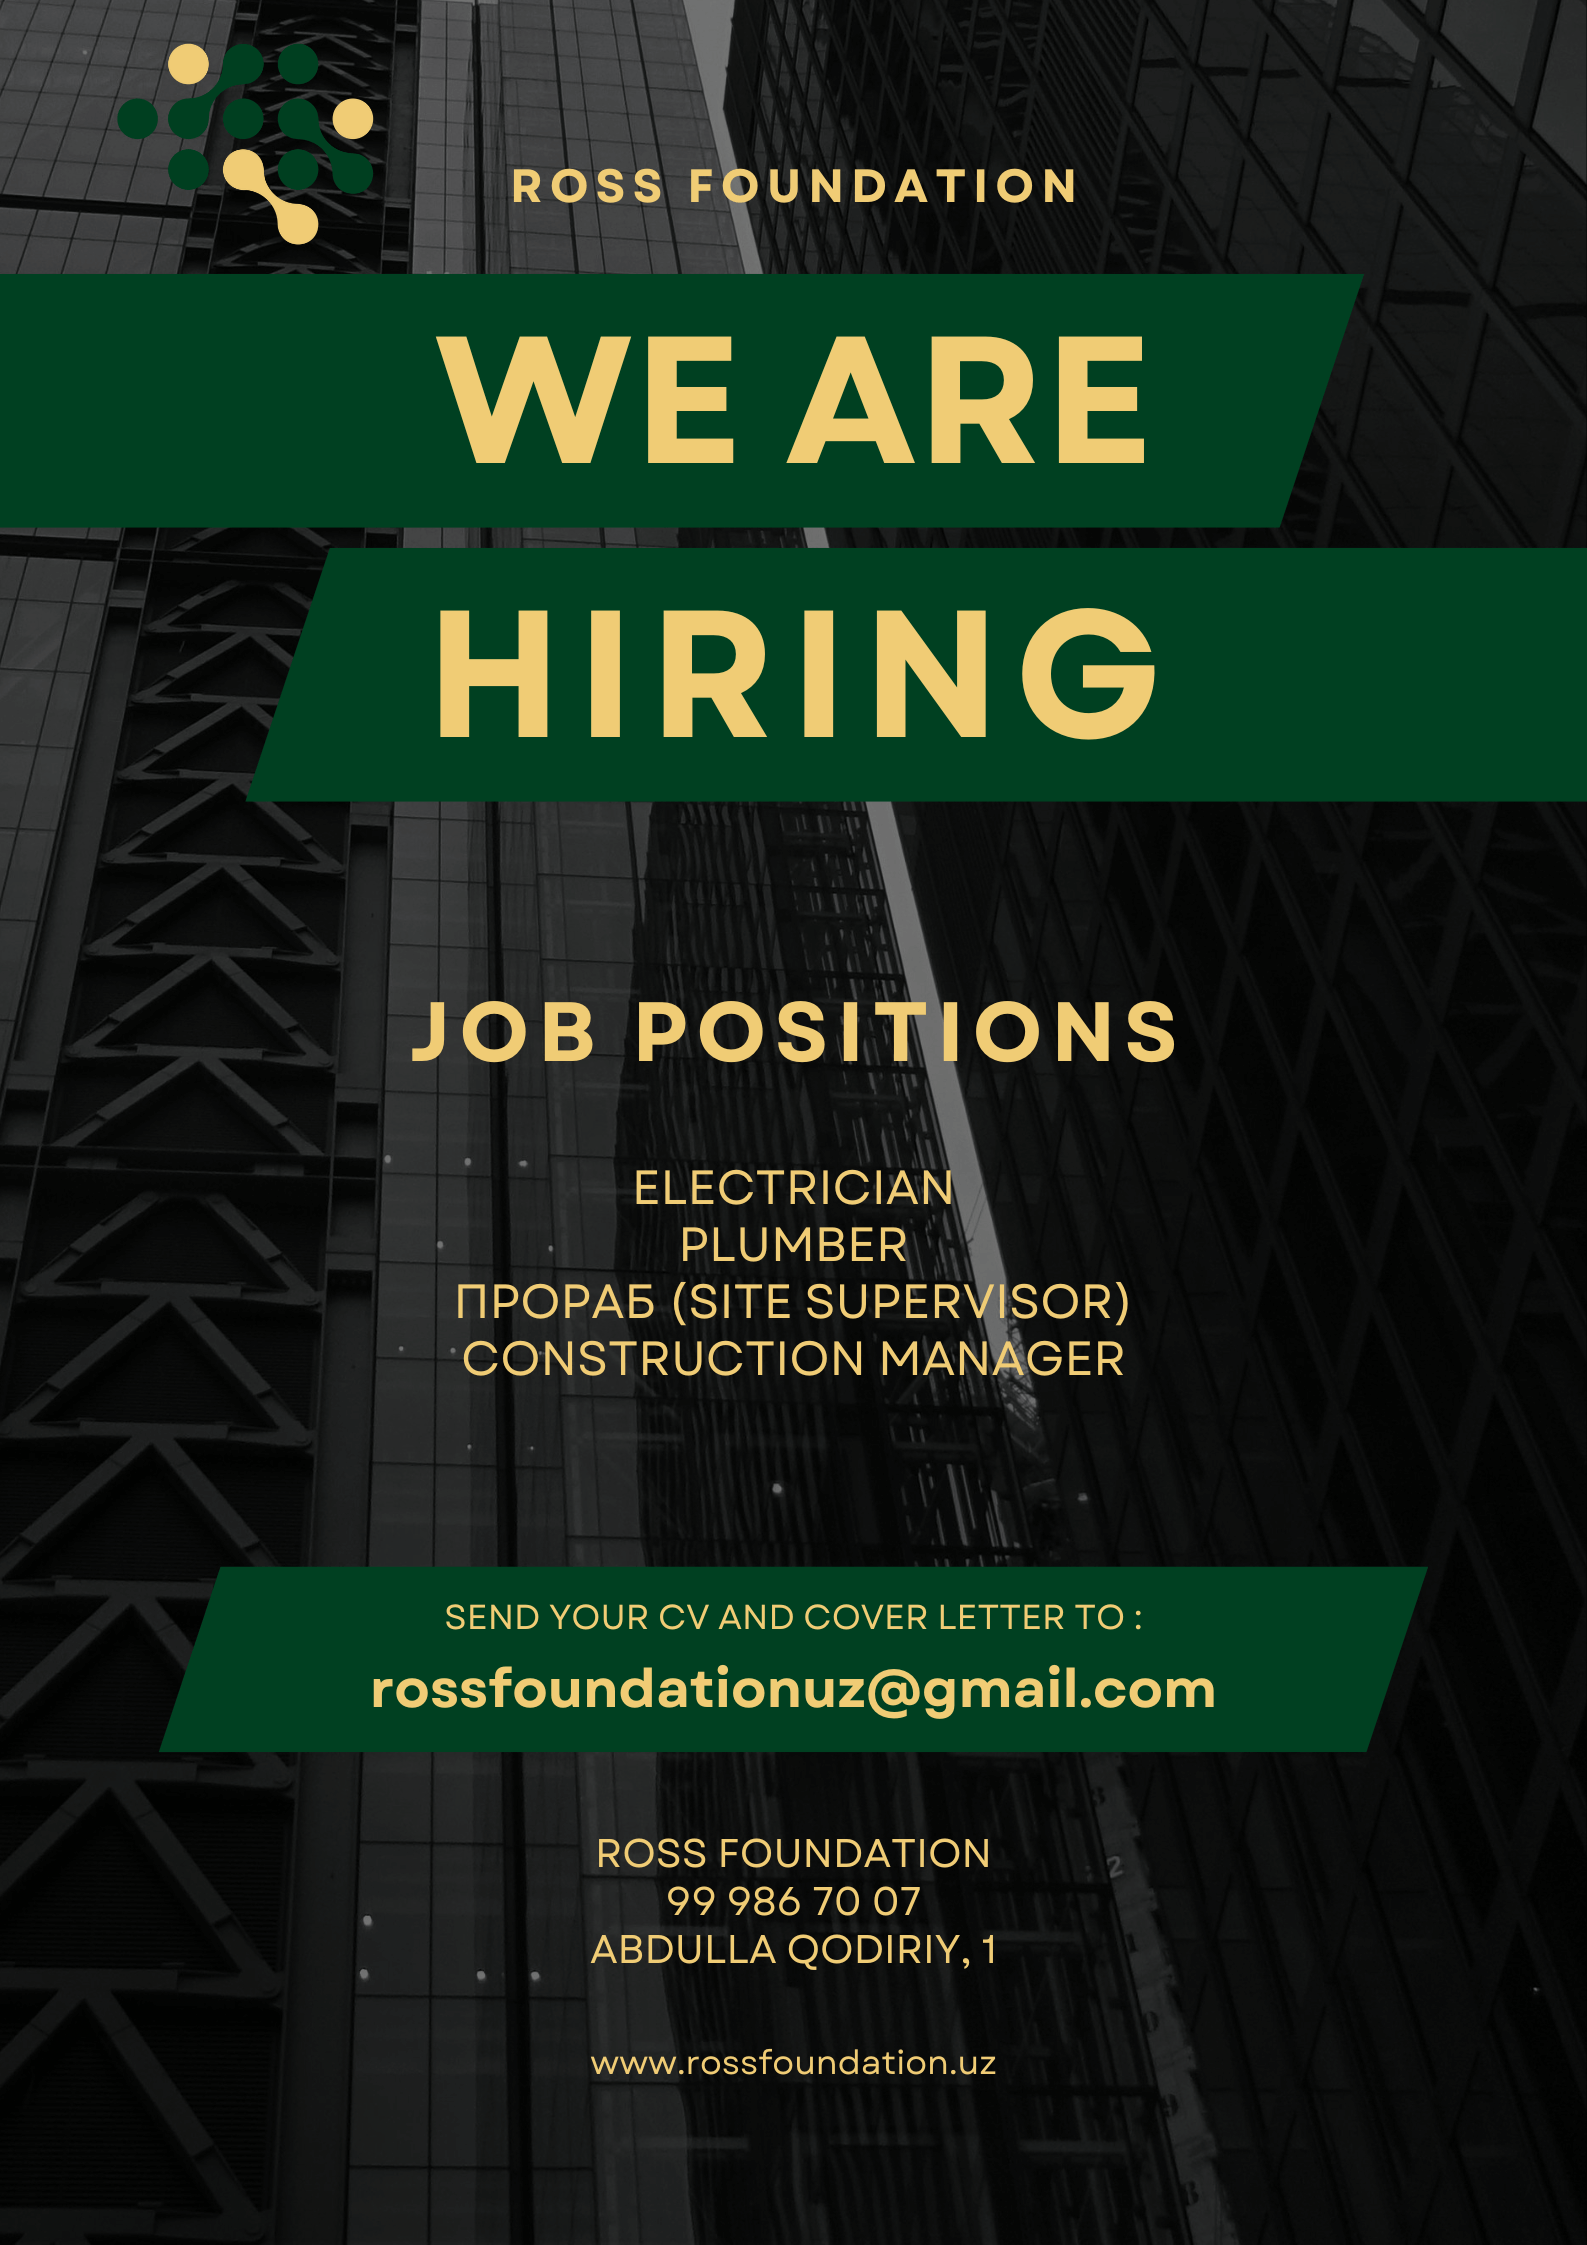 ROSS FOUNDATION
WE ARE
HIRING
JOB POSITIONS
ELECTRICIAN
PLUMBER
ПРОРАБ (SITE SUPERVISOR)
CONSTRUCTION MANAGER
SEND YOUR CV AND COVER LETTER TO :
rossfoundationuz@gmail.com
ROSS FOUNDATION
99 986 70 07
ABDULLA QODIRIY, 1
www.rossfoundation.uz